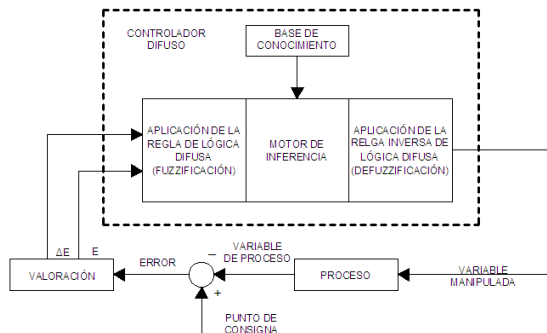 CONTROLADOR
DIFUSO
BASE DE
CONOCIMIENTO
APLICACIÓN DE LA
REGLA DE LÓGICA
DIFUSA
(FUZZIFICACIÓN)
MOTOR DE
INFERENCIA
APLICACIÓN DE LA
RELGA INVERSA DE
LÓGICA DIFUSA
(DEFUZZIFICACIÓN)
ΔE E
VALORACIÓN
ERROR
−
+
VARIABLE
DE PROCESO
PROCESO
VARIABLE
MANIPULADA
PUNTO DE
CONSIGNA